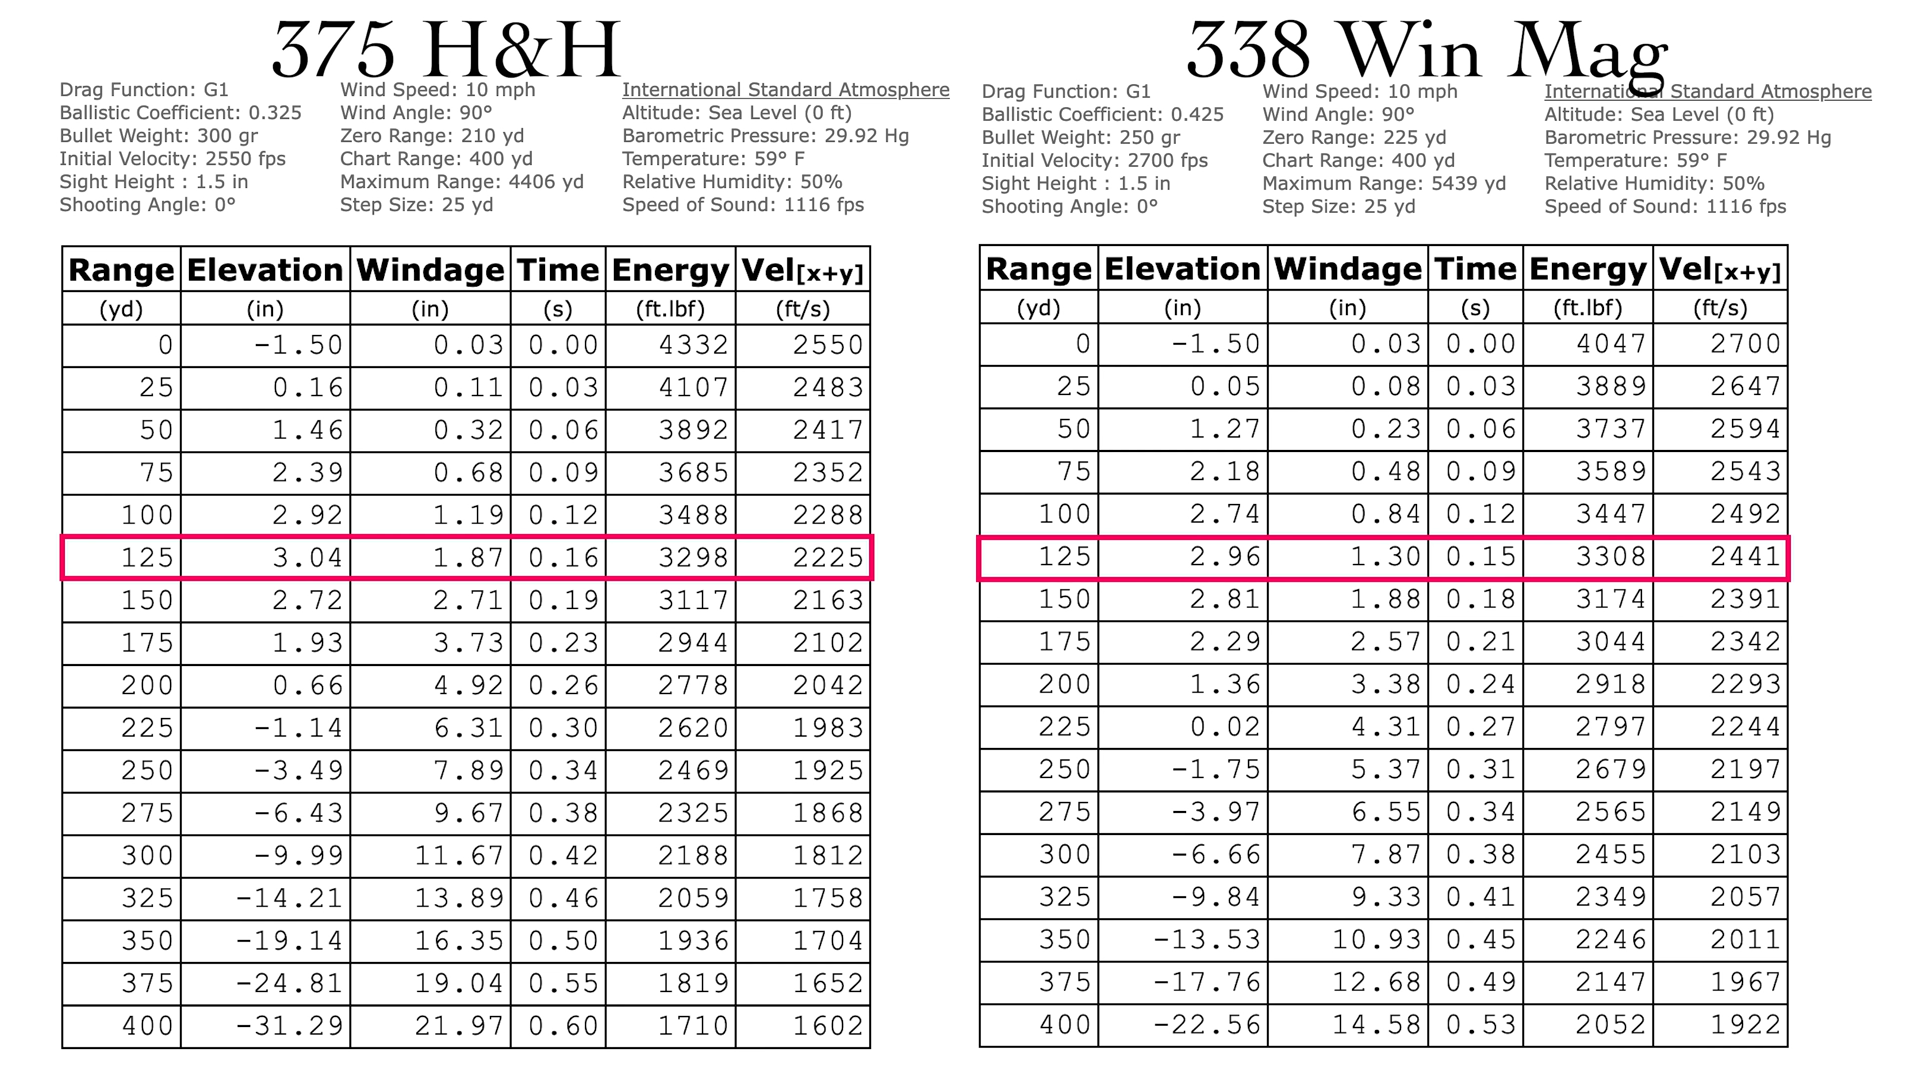 375 H&H
Drag Function: G1 Wind Speed: 10 mph International Standard Atmosphere
Ballistic Coefficient: 0.325 Wind Angle: 90° Altitude: Sea Level (0 ft)
Bullet Weight: 300 gr Zero Range: 210 yd Barometric Pressure: 29.92 Hg
Initial Velocity: 2550 fps Chart Range: 400 yd Temperature: 59° F
Sight Height : 1.5 in Maximum Range: 4406 yd Relative Humidity: 50%
Shooting Angle: 0° Step Size: 25 yd Speed of Sound: 1116 fps
Range Elevation Windage Time Energy Vel[x+y]
(yd) (in) (in) (s) (ft.lbf) (ft/s)
0 -1.50 0.03 0.00 4332 2550
25 0.16 0.11 0.03 4107 2483
50 1.46 0.32 0.06 3892 2417
75 2.39 0.68 0.09 3685 2352
100 2.92 1.19 0.12 3488 2288
125 3.04 1.87 0.16 3298 2225
150 2.72 2.71 0.19 3117 2163
175 1.93 3.73 0.23 2944 2102
200 0.66 4.92 0.26 2778 2042
225 -1.14 6.31 0.30 2620 1983
250 -3.49 7.89 0.34 2469 1925
275 -6.43 9.67 0.38 2325 1868
300 -9.99 11.67 0.42 2188 1812
325 -14.21 13.89 0.46 2059 1758
350 -19.14 16.35 0.50 1936 1704
375 -24.81 19.04 0.55 1819 1652
400 -31.29 21.97 0.60 1710 1602
338 Win Mag
Drag Function: G1 Wind Speed: 10 mph International Standard Atmosphere
Ballistic Coefficient: 0.425 Wind Angle: 90° Altitude: Sea Level (0 ft)
Bullet Weight: 250 gr Zero Range: 225 yd Barometric Pressure: 29.92 Hg
Initial Velocity: 2700 fps Chart Range: 400 yd Temperature: 59° F
Sight Height : 1.5 in Maximum Range: 5439 yd Relative Humidity: 50%
Shooting Angle: 0° Step Size: 25 yd Speed of Sound: 1116 fps
Range Elevation Windage Time Energy Vel[x+y]
(yd) (in) (in) (s) (ft.lbf) (ft/s)
0 -1.50 0.03 0.00 4047 2700
25 0.05 0.08 0.03 3889 2647
50 1.27 0.23 0.06 3737 2594
75 2.18 0.48 0.09 3589 2543
100 2.74 0.84 0.12 3447 2492
125 2.96 1.30 0.15 3308 2441
150 2.81 1.88 0.18 3174 2391
175 2.29 2.57 0.21 3044 2342
200 1.36 3.38 0.24 2918 2293
225 0.02 4.31 0.27 2797 2244
250 -1.75 5.37 0.31 2679 2197
275 -3.97 6.55 0.34 2565 2149
300 -6.66 7.87 0.38 2455 2103
325 -9.84 9.33 0.41 2349 2057
350 -13.53 10.93 0.45 2246 2011
375 -17.76 12.68 0.49 2147 1967
400 -22.56 14.58 0.53 2052 1922